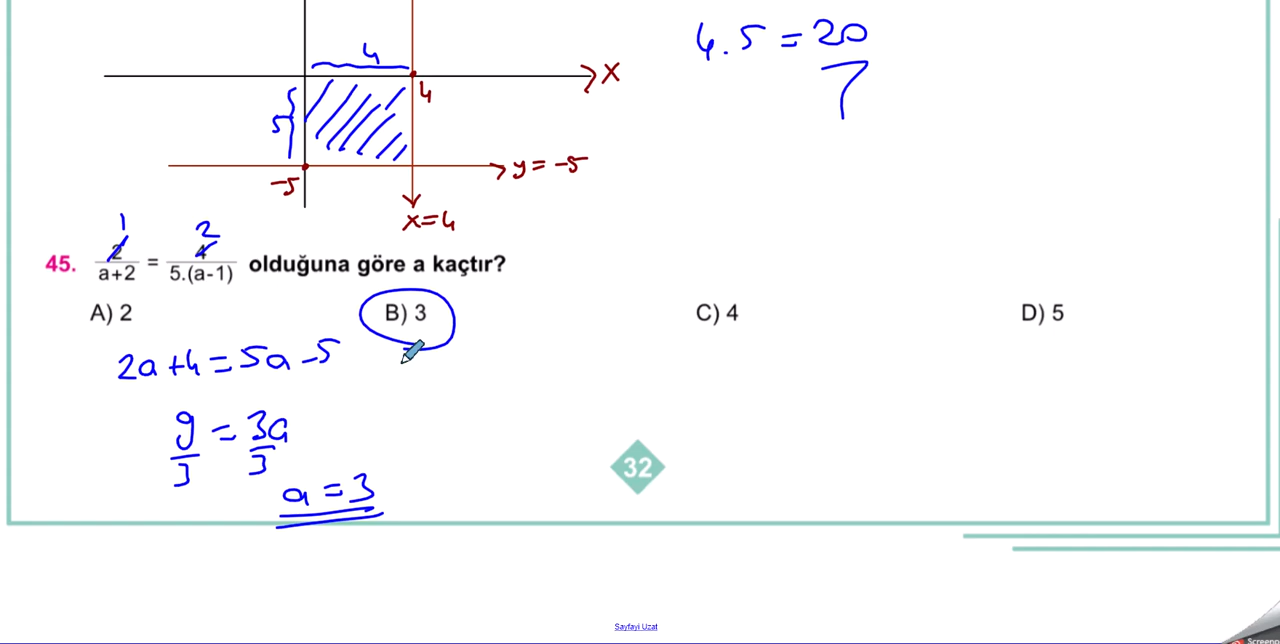 4.5 = 20
4
x
4
5
-5
y = -5
x=4
1 2
45. 2/a+2 = 4/5.(a-1) olduğuna göre a kaçtır?
A) 2 B) 3 C) 4 D) 5
2a+4=5a-5
9/3 = 3a/3
a = 3
32
Sayfayi Uzat